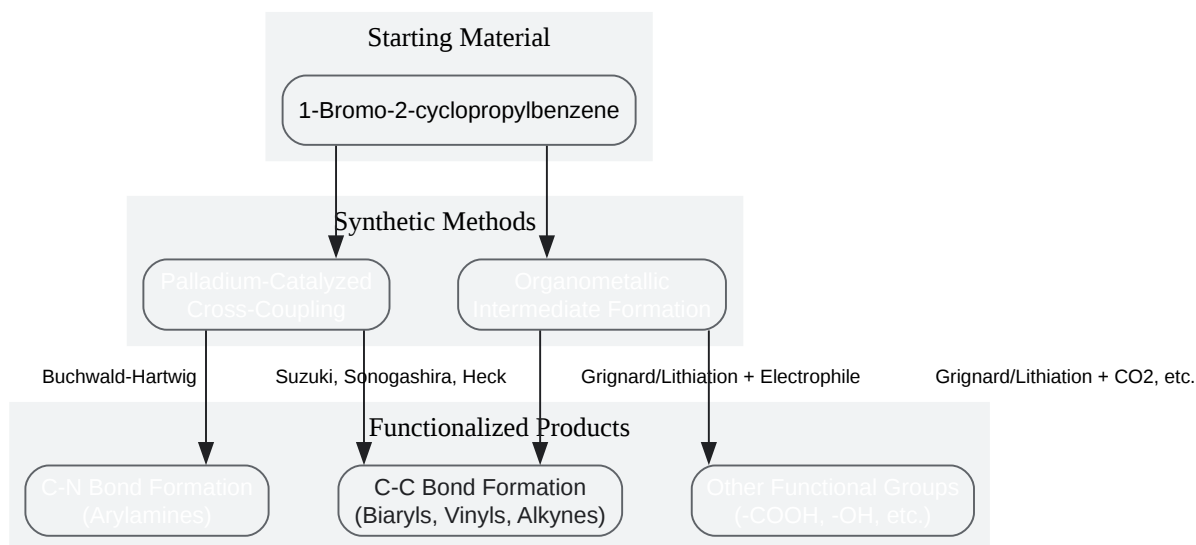 Starting Material
1-Bromo-2-cyclopropylbenzene
Synthetic Methods
Palladium-Catalyzed
Cross-Coupling
Organometallic
Intermediate Formation
Buchwald-Hartwig
Suzuki, Sonogashira, Heck
Grignard/Lithiation + Electrophile
Grignard/Lithiation + CO2, etc.
Functionalized Products
C-N Bond Formation
(Arylamines)
C-C Bond Formation
(Biaryls, Vinyls, Alkynes)
Other Functional Groups
(-COOH, -OH, etc.)